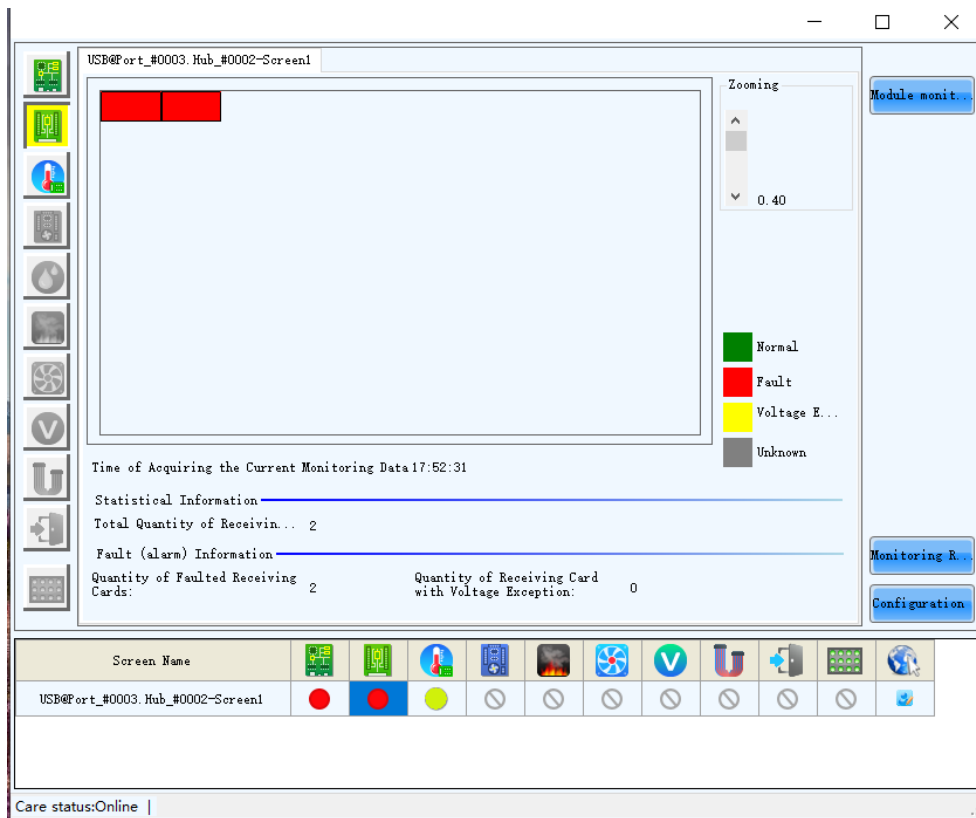 USB@Port_#0003.Hub_#0002-Screen1
Zooming
Module monit...
0.40
Normal
Fault
Voltage E...
Unknown
Time of Acquiring the Current Monitoring Data 17:52:31
Statistical Information
Total Quantity of Receivin... 2
Fault (alarm) Information
Monitoring R...
Quantity of Faulted Receiving
Cards: 2
Quantity of Receiving Card
with Voltage Exception: 0
Configuration
Screen Name
USB@Port_#0003.Hub_#0002-Screen1
Care status:Online |